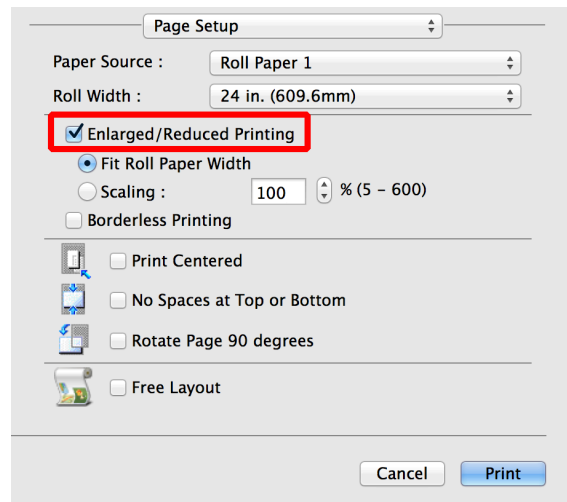 Page Setup
Paper Source : Roll Paper 1
Roll Width : 24 in. (609.6mm)
Enlarged/Reduced Printing
Fit Roll Paper Width
Scaling : 100 % (5 – 600)
Borderless Printing
Print Centered
No Spaces at Top or Bottom
Rotate Page 90 degrees
Free Layout
Cancel Print